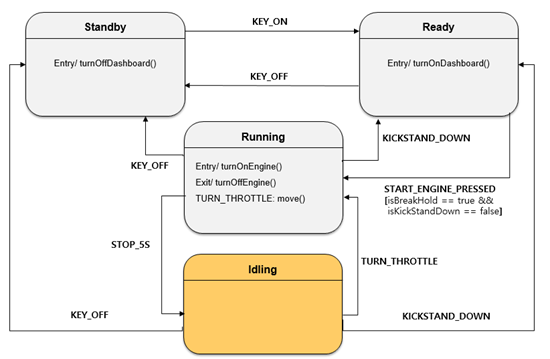 Standby
KEY_ON
Ready
Entry/ turnOffDashboard()
Entry/ turnOnDashboard()
KEY_OFF
Running
KICKSTAND_DOWN
KEY_OFF
Entry/ turnOnEngine()
Exit/ turnOffEngine()
TURN_THROTTLE: move()
START_ENGINE_PRESSED
[isBreakHold == true &&
isKickStandDown == false]
STOP_5S
Idling
TURN_THROTTLE
KEY_OFF
KICKSTAND_DOWN